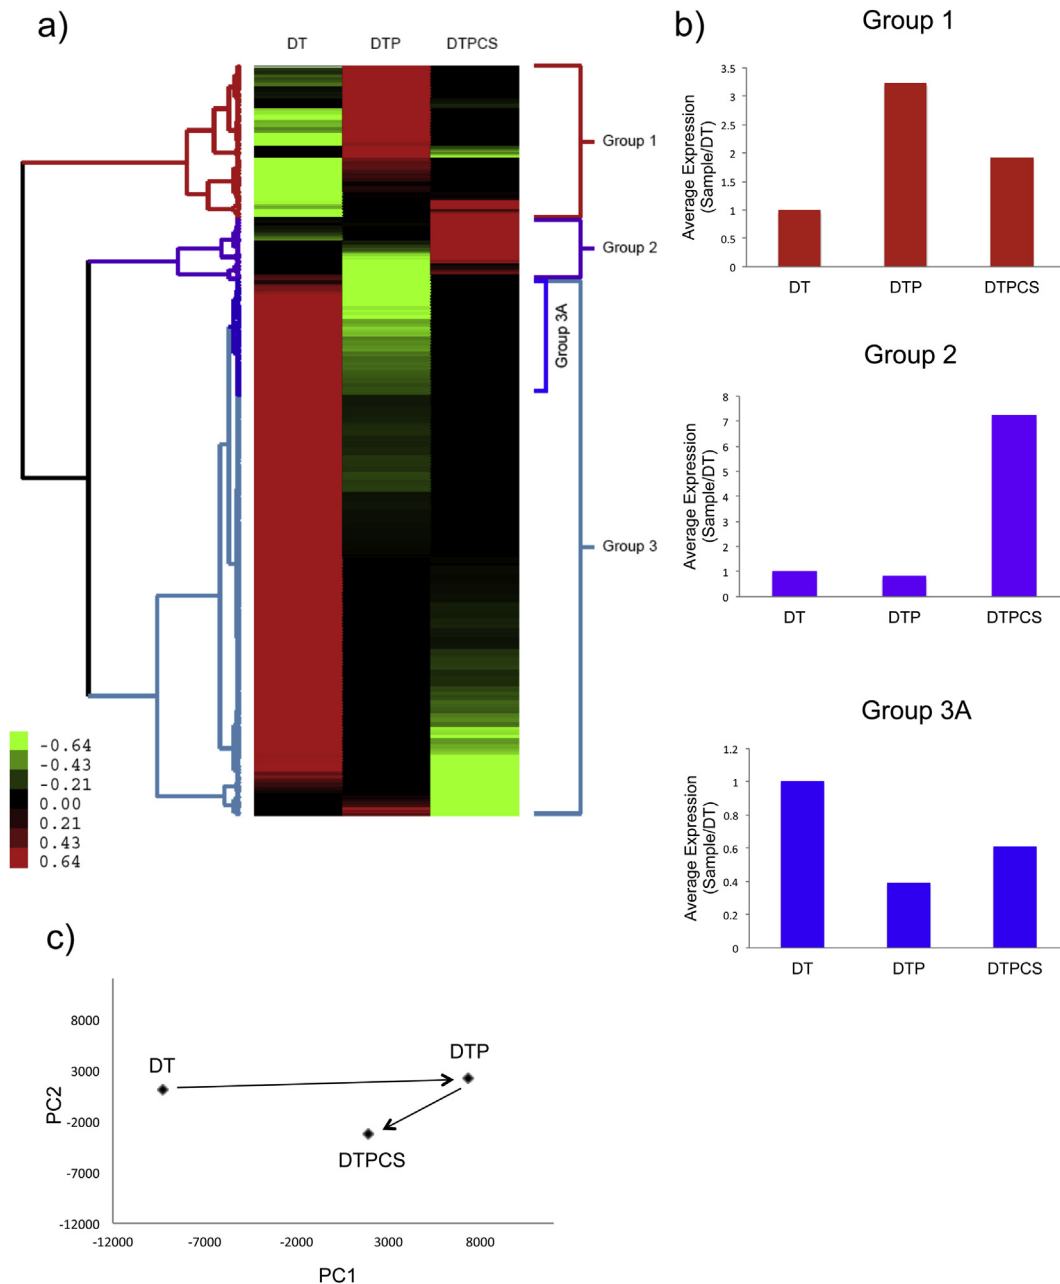 a)
DT DTP DTPCS
Group 1
Group 2
Group 3A
Group 3
-0.64
-0.43
-0.21
0.00
0.21
0.43
0.64
b)
Group 1
Average Expression
(Sample/DT)
3.5
3
2.5
2
1.5
1
0.5
0
DT DTP DTPCS
Group 2
Average Expression
(Sample/DT)
8
7
6
5
4
3
2
1
0
DT DTP DTPCS
Group 3A
Average Expression
(Sample/DT)
1.2
1
0.8
0.6
0.4
0.2
0
DT DTP DTPCS
c)
PC2
8000
3000
-2000
-7000
-12000
DT
DTP
DTPCS
-12000 -7000 -2000 3000 8000
PC1